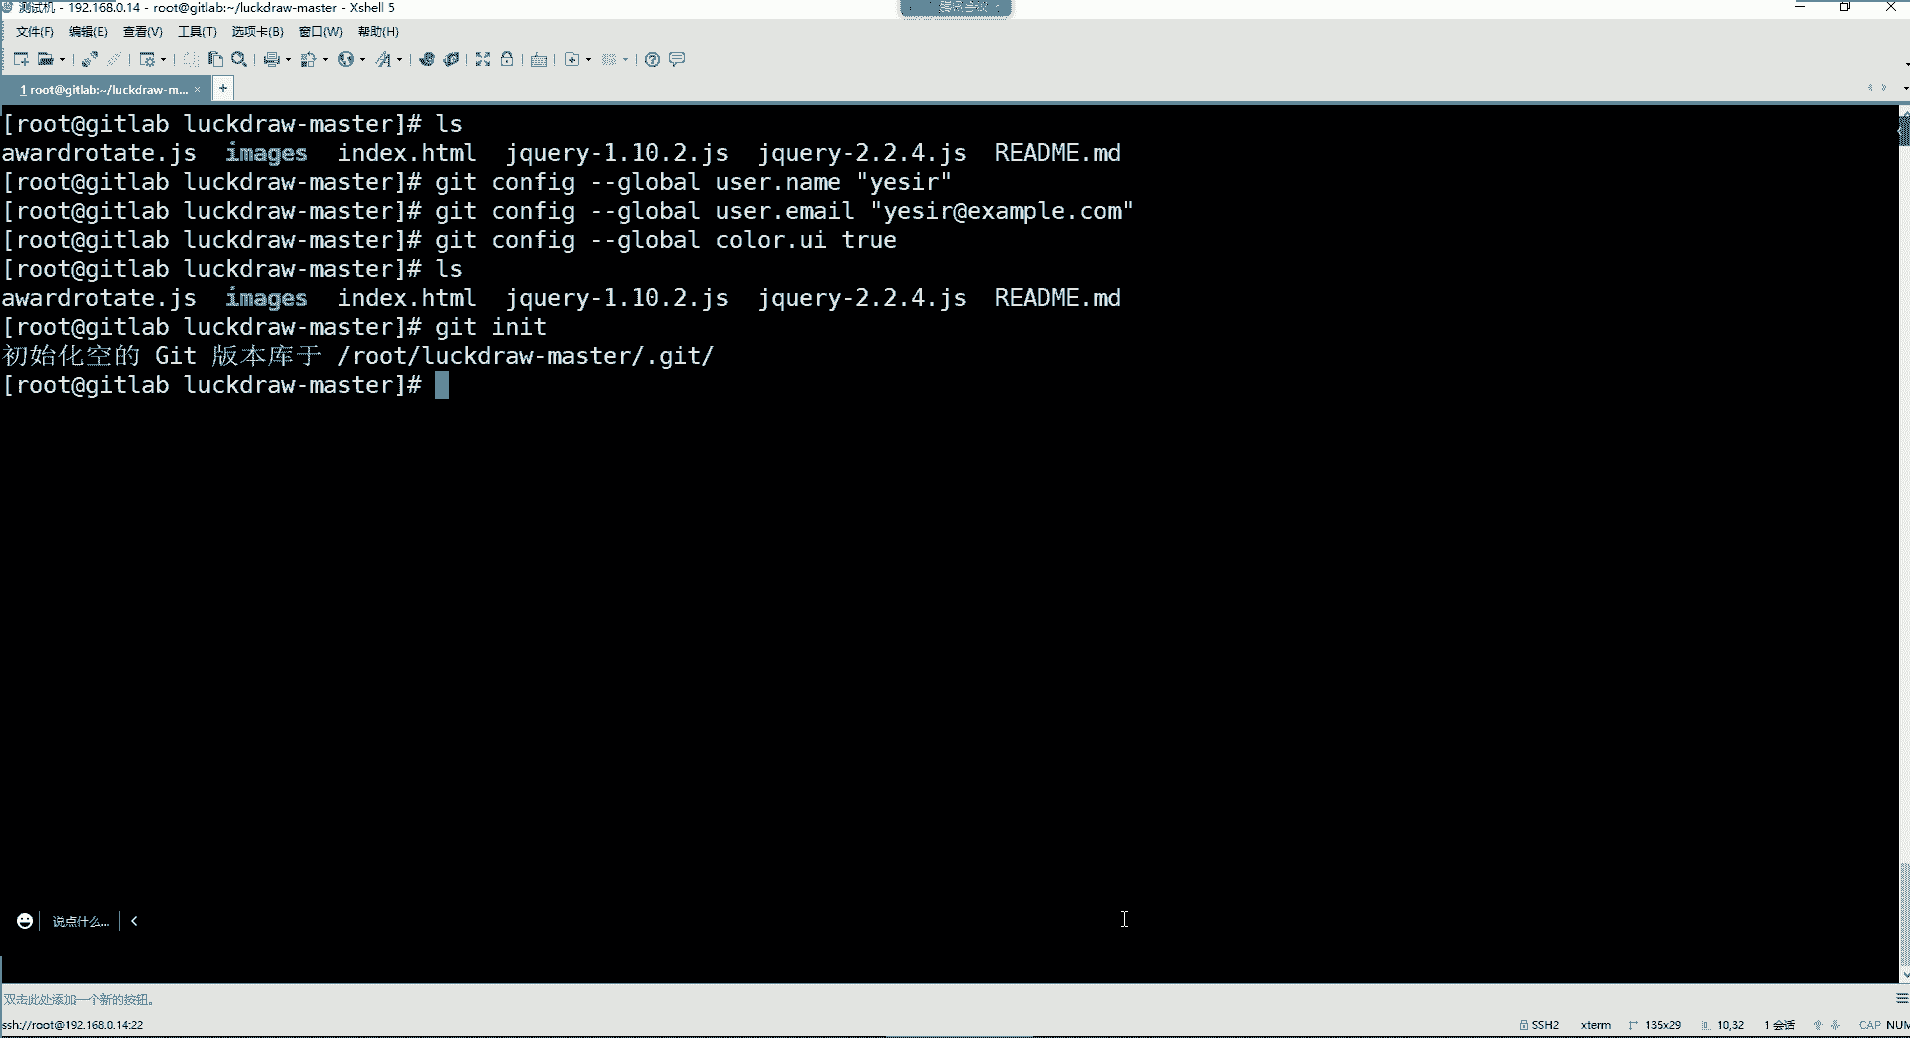 测试机 - 192.168.0.14 - root@gitlab:~/luckdraw-master - Xshell 5
文件(F) 编辑(E) 查看(V) 工具(T) 选项卡(B) 窗口(W) 帮助(H)
1 root@gitlab:~/luckdraw-m... × +
[root@gitlab luckdraw-master]# ls
awardrotate.js images index.html jquery-1.10.2.js jquery-2.2.4.js README.md
[root@gitlab luckdraw-master]# git config --global user.name "yesir"
[root@gitlab luckdraw-master]# git config --global user.email "yesir@example.com"
[root@gitlab luckdraw-master]# git config --global color.ui true
[root@gitlab luckdraw-master]# ls
awardrotate.js images index.html jquery-1.10.2.js jquery-2.2.4.js README.md
[root@gitlab luckdraw-master]# git init
初始化空的 Git 版本库于 /root/luckdraw-master/.git/
[root@gitlab luckdraw-master]#
说点什么...
双击此处添加一个新的按钮。
ssh://root@192.168.0.14:22 SSH2 xterm 135x29 10,32 1 会话 CAP NUM